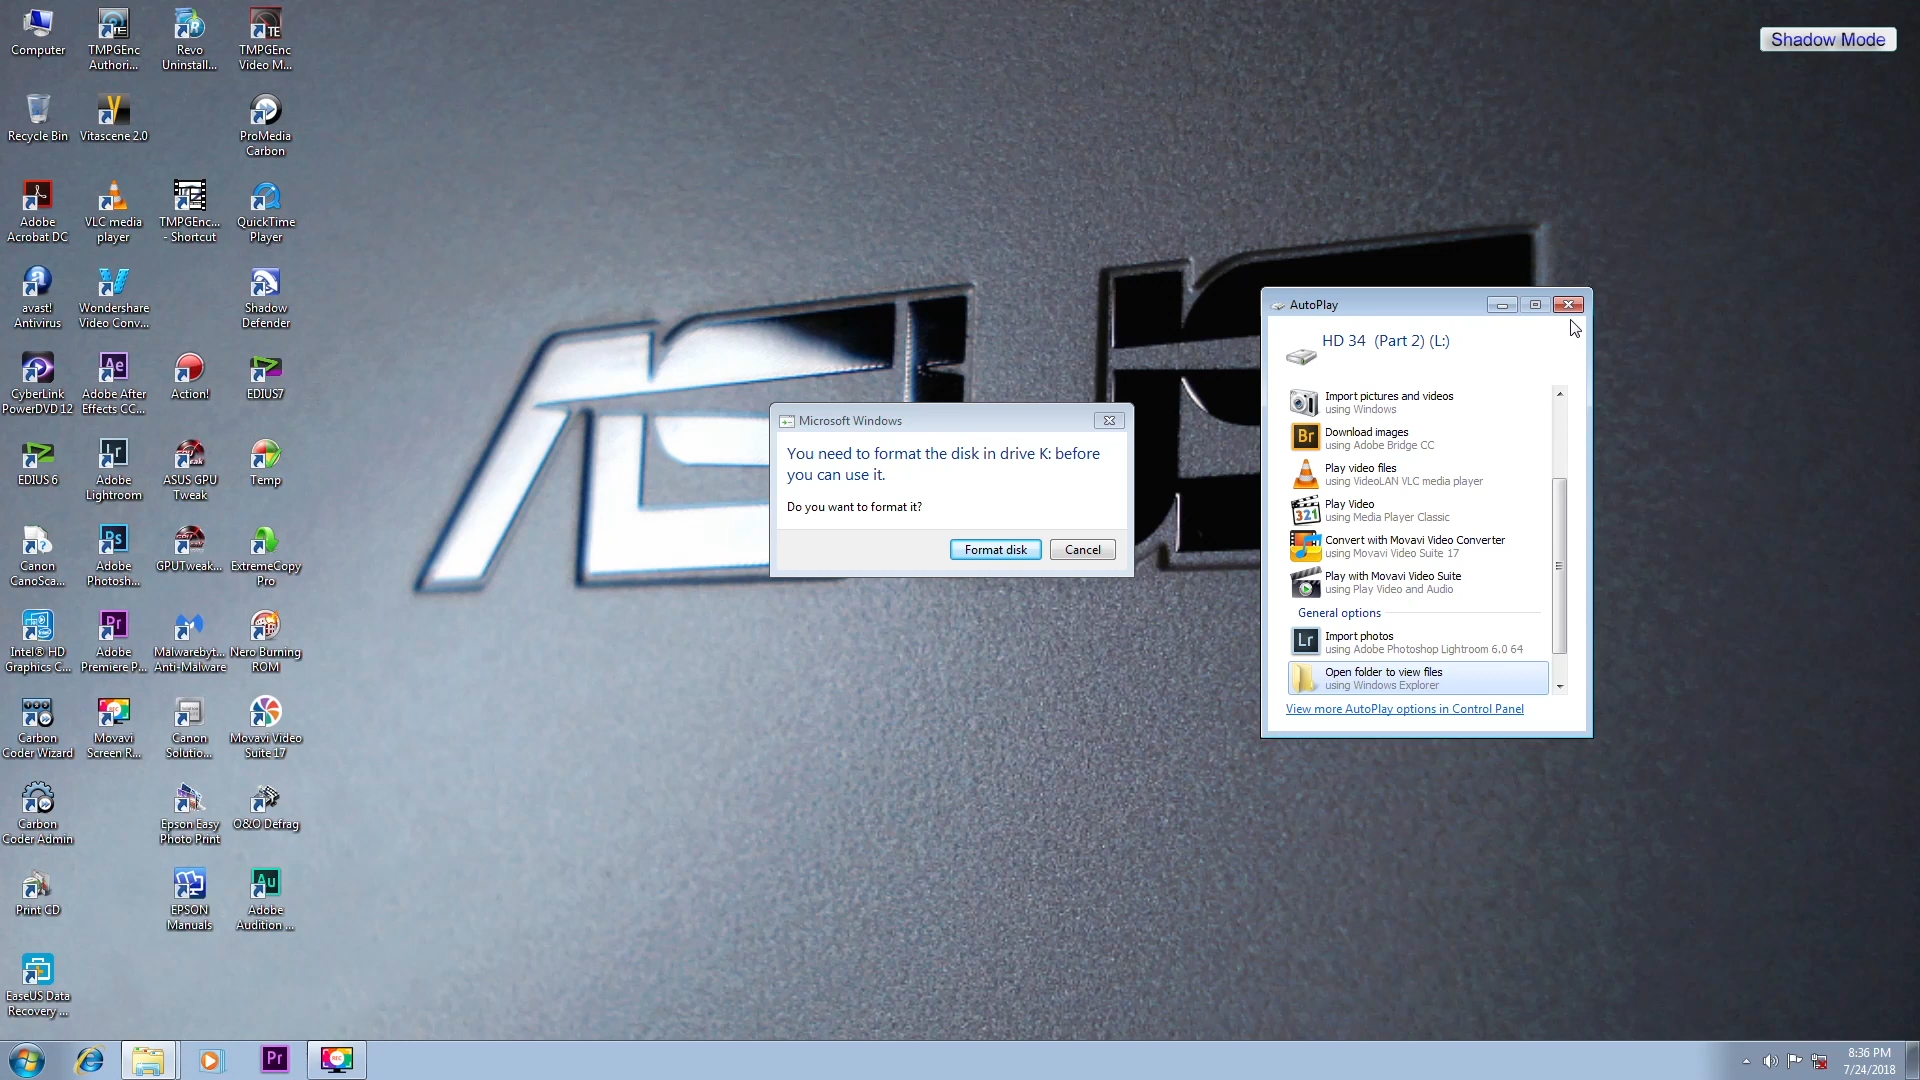 Computer
TMPGEnc
Authori...
Revo
Uninstall...
TMPGEnc
Video M...
Recycle Bin
Vitascene 2.0
ProMedia
Carbon
Adobe
Acrobat DC
VLC media
player
TMPGEnc...
- Shortcut
QuickTime
Player
avast!
Antivirus
Wondershare
Video Conv...
Shadow
Defender
CyberLink
PowerDVD 12
Adobe After
Effects CC...
Action!
EDIUS7
EDIUS 6
Adobe
Lightroom
ASUS GPU
Tweak
Temp
Canon
CanoSca...
Adobe
Photosh...
GPUTweak...
ExtremeCopy
Pro
Intel® HD
Graphics C...
Adobe
Premiere P...
Malwarebyt...
Anti-Malware
Nero Burning
ROM
Carbon
Coder Wizard
Movavi
Screen R...
Canon
Solutio...
Movavi Video
Suite 17
Carbon
Coder Admin
Epson Easy
Photo Print
O&O Defrag
Print CD
EPSON
Manuals
Adobe
Audition ...
EaseUS Data
Recovery ...
Shadow Mode
Microsoft Windows
You need to format the disk in drive K: before
you can use it.
Do you want to format it?
Format disk
Cancel
AutoPlay
HD 34 (Part 2) (L:)
Import pictures and videos
using Windows
Download images
using Adobe Bridge CC
Play video files
using VideoLAN VLC media player
Play Video
using Media Player Classic
Convert with Movavi Video Converter
using Movavi Video Suite 17
Play with Movavi Video Suite
using Play Video and Audio
General options
Import photos
using Adobe Photoshop Lightroom 6.0 64
Open folder to view files
using Windows Explorer
View more AutoPlay options in Control Panel
8:36 PM
7/24/2018